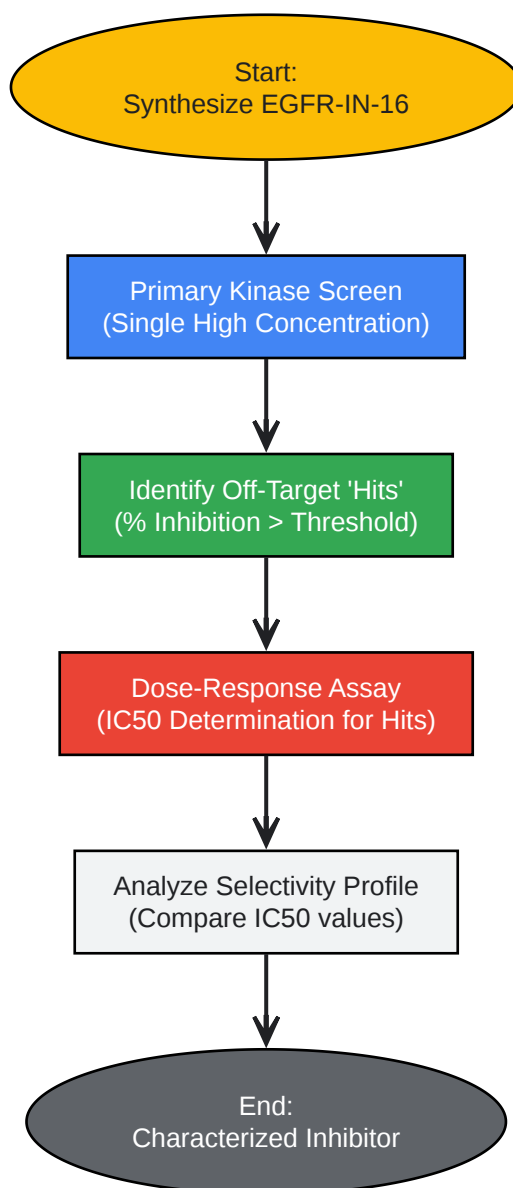 Start:
Synthesize EGFR-IN-16
Primary Kinase Screen
(Single High Concentration)
Identify Off-Target 'Hits'
(% Inhibition > Threshold)
Dose-Response Assay
(IC50 Determination for Hits)
Analyze Selectivity Profile
(Compare IC50 values)
End:
Characterized Inhibitor